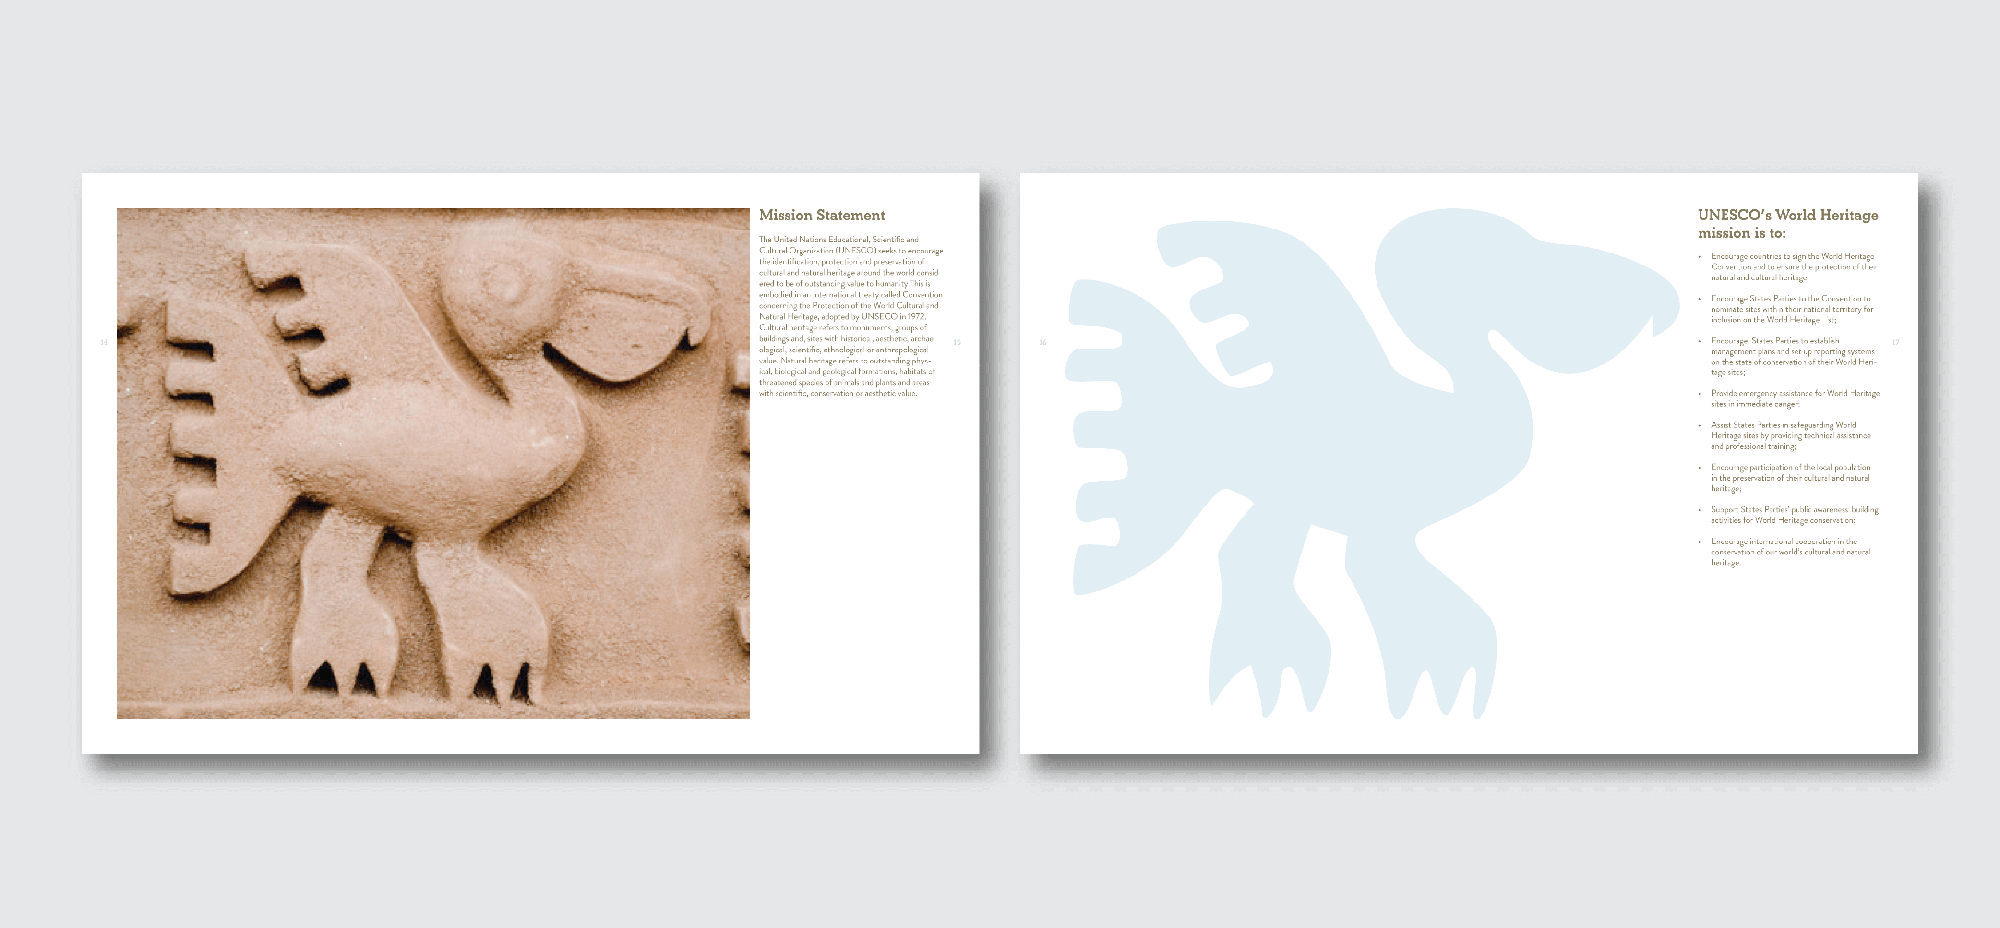 Mission Statement
The United Nations Educational, Scientific and
Cultural Organization (UNESCO) seeks to encourage
the identification, protection and preservation of
cultural and natural heritage around the world consid
ered to be of outstanding value to humanity This is
embodied in an international treaty called Convention
concerning the Protection of the World Cultural and
Natural Heritage, adopted by UNSECO in 1972.
Cultural heritage refers to monuments, groups of
buildings and, sites with historical, aesthetic, archae
ological, scientific, ethnological or anthropological
value. Natural heritage refers to outstanding phys-
ical, biological and geological formations, habitats of
threatened species of animals and plants and areas
with scientific, conservation or aesthetic value.
14
15
UNESCO's World Heritage
mission is to:
• Encourage countries to sign the World Heritage
Convention and to ensure the protection of their
natural and cultural heritage
• Encourage States Parties to the Convention to
nominate sites within their national territory for
inclusion on the World Heritage List;
• Encourage States Parties to establish
management plans and set up reporting systems
on the state of conservation of their World Heri-
tage sites;
• Provide emergency assistance for World Heritage
sites in immediate danger;
• Assist States Parties in safeguarding World
Heritage sites by providing technical assistance
and professional training;
• Encourage participation of the local population
in the preservation of their cultural and natural
heritage;
• Support States Parties' public awareness building
activities for World Heritage conservation;
• Encourage international cooperation in the
conservation of our world's cultural and natural
heritage.
16
17